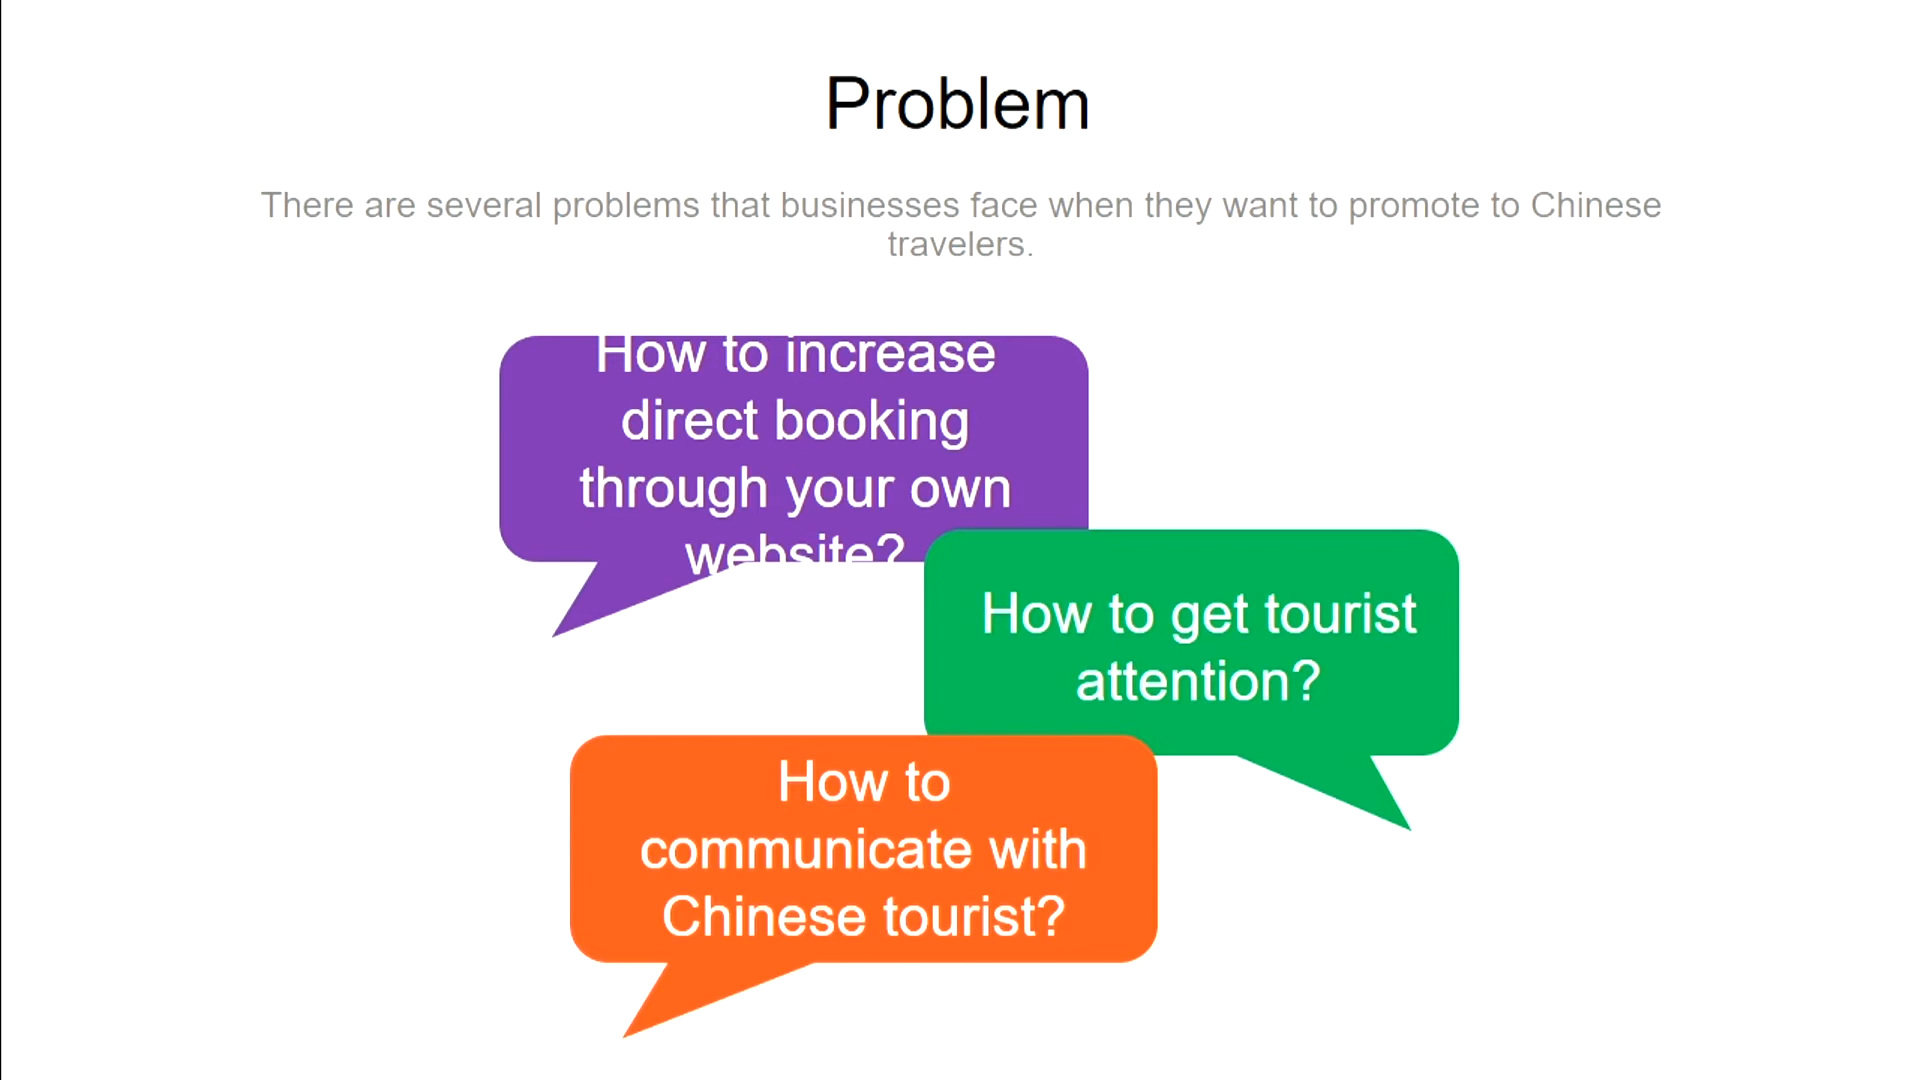 Problem
There are several problems that businesses face when they want to promote to Chinese
travelers.
How to increase
direct booking
through your own
website?
How to get tourist
attention?
How to
communicate with
Chinese tourist?